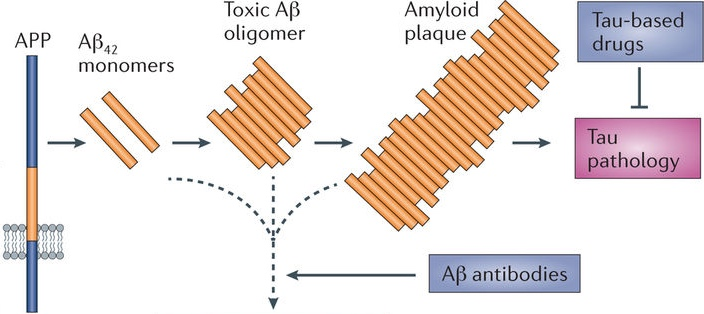 APP
Aβ₄₂
monomers
Toxic Aβ
oligomer
Amyloid
plaque
Tau-based
drugs
Tau
pathology
Aβ antibodies